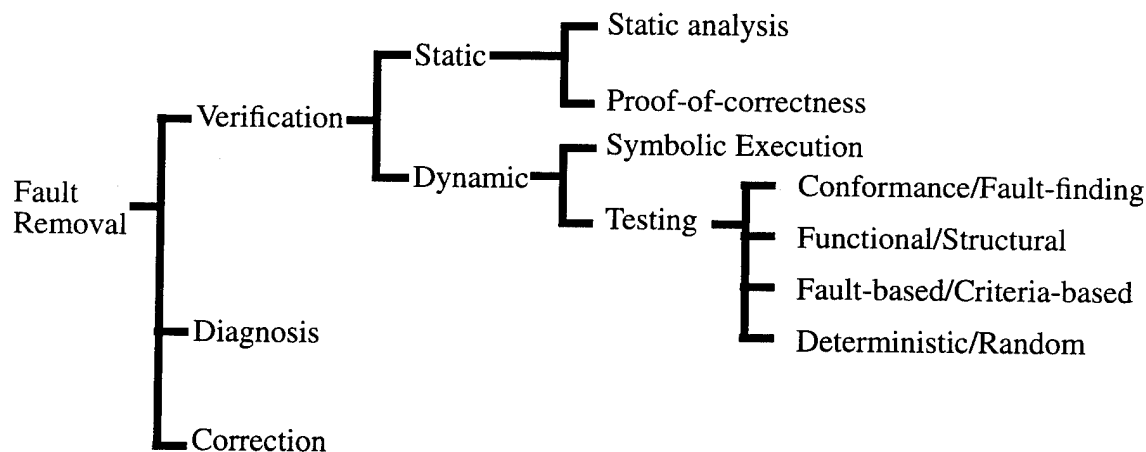 Static analysis
Static
Proof-of-correctness
Verification
Symbolic Execution
Dynamic
Conformance/Fault-finding
Fault
Removal
Testing
Functional/Structural
Fault-based/Criteria-based
Diagnosis
Deterministic/Random
Correction